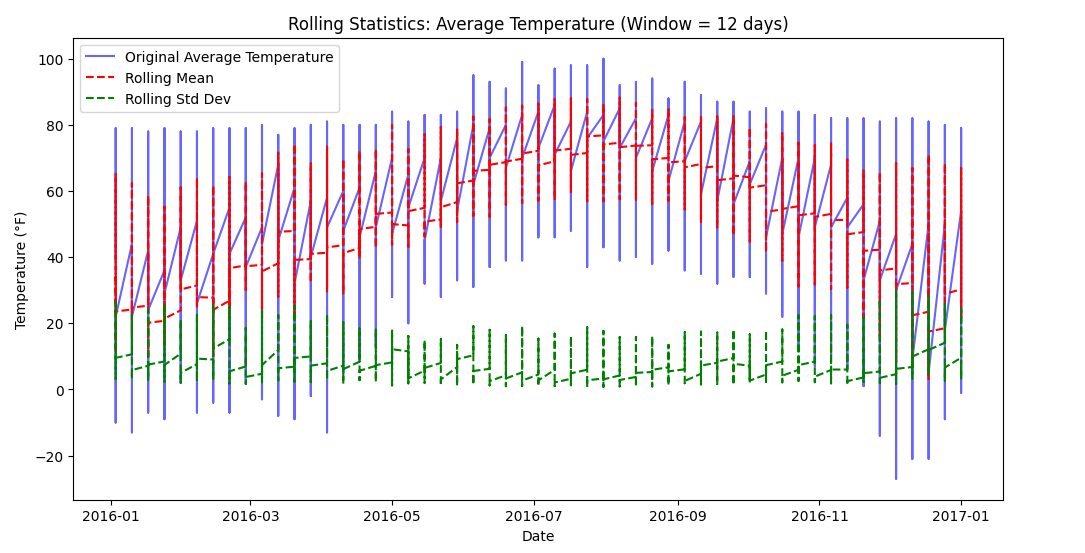 Rolling Statistics: Average Temperature (Window = 12 days)
Original Average Temperature
Rolling Mean
Rolling Std Dev
Temperature (°F)
100
80
60
40
20
0
−20
2016-01
2016-03
2016-05
2016-07
2016-09
2016-11
2017-01
Date